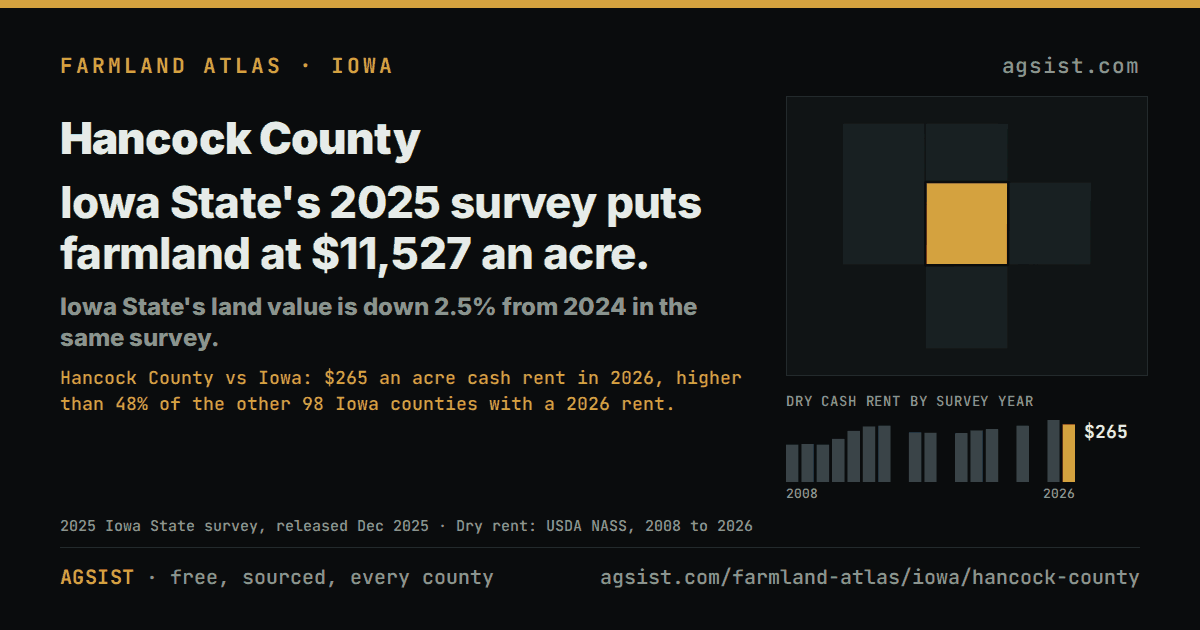 FARMLAND ATLAS · IOWA
agsist.com
Hancock County
Iowa State's 2025 survey puts
farmland at $11,527 an acre.
Iowa State's land value is down 2.5% from 2024 in the
same survey.
Hancock County vs Iowa: $265 an acre cash rent in 2026, higher
than 48% of the other 98 Iowa counties with a 2026 rent.
DRY CASH RENT BY SURVEY YEAR
$265
2008
2026
2025 Iowa State survey, released Dec 2025 · Dry rent: USDA NASS, 2008 to 2026
AGSIST · free, sourced, every county
agsist.com/farmland-atlas/iowa/hancock-county